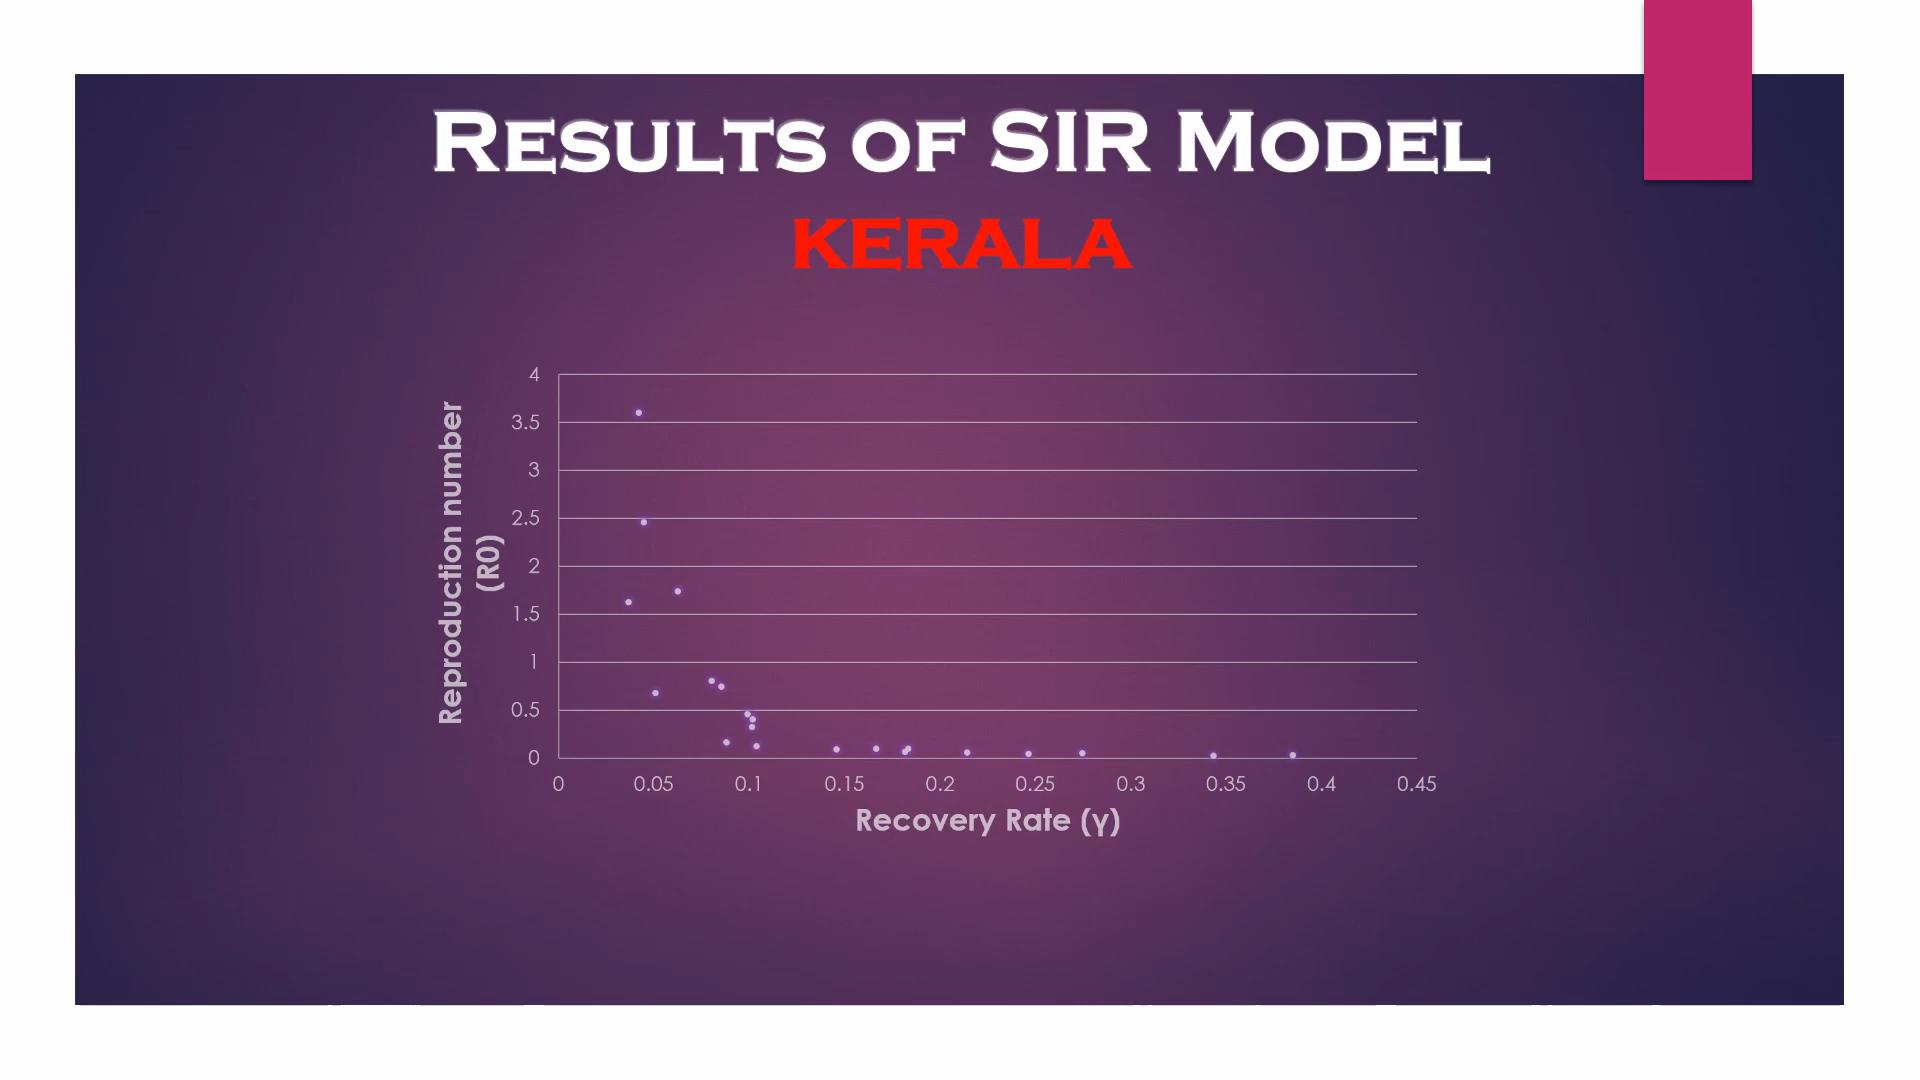 Results of SIR Model
KERALA
Reproduction number
(R0)
4
3.5
3
2.5
2
1.5
1
0.5
0
0 0.05 0.1 0.15 0.2 0.25 0.3 0.35 0.4 0.45
Recovery Rate (γ)